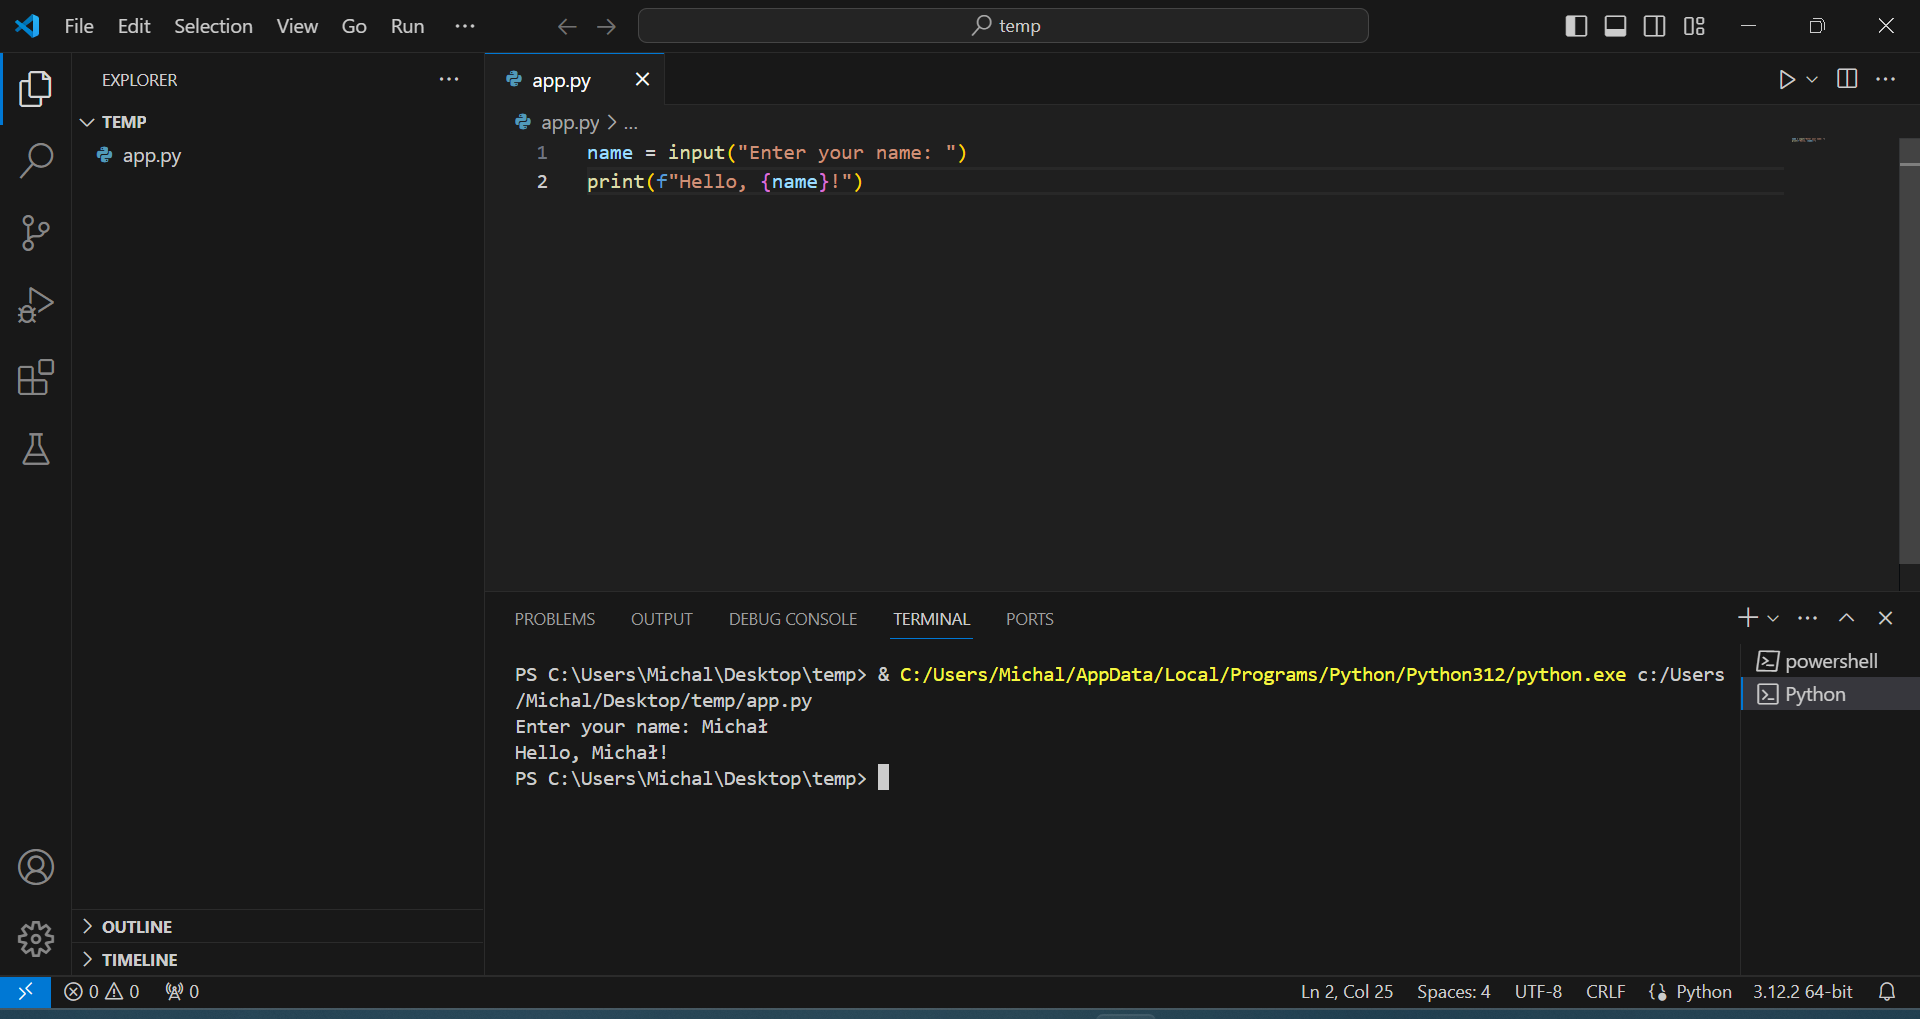 File Edit Selection View Go Run ···
temp
EXPLORER ···
TEMP
app.py
OUTLINE
TIMELINE
app.py
app.py > ...
1 name = input("Enter your name: ")
2 print(f"Hello, {name}!")
PROBLEMS OUTPUT DEBUG CONSOLE TERMINAL PORTS
PS C:\Users\Michal\Desktop\temp> & C:/Users/Michal/AppData/Local/Programs/Python/Python312/python.exe c:/Users
/Michal/Desktop/temp/app.py
Enter your name: Michał
Hello, Michał!
PS C:\Users\Michal\Desktop\temp>
powershell
Python
0 0 0
Ln 2, Col 25 Spaces: 4 UTF-8 CRLF Python 3.12.2 64-bit